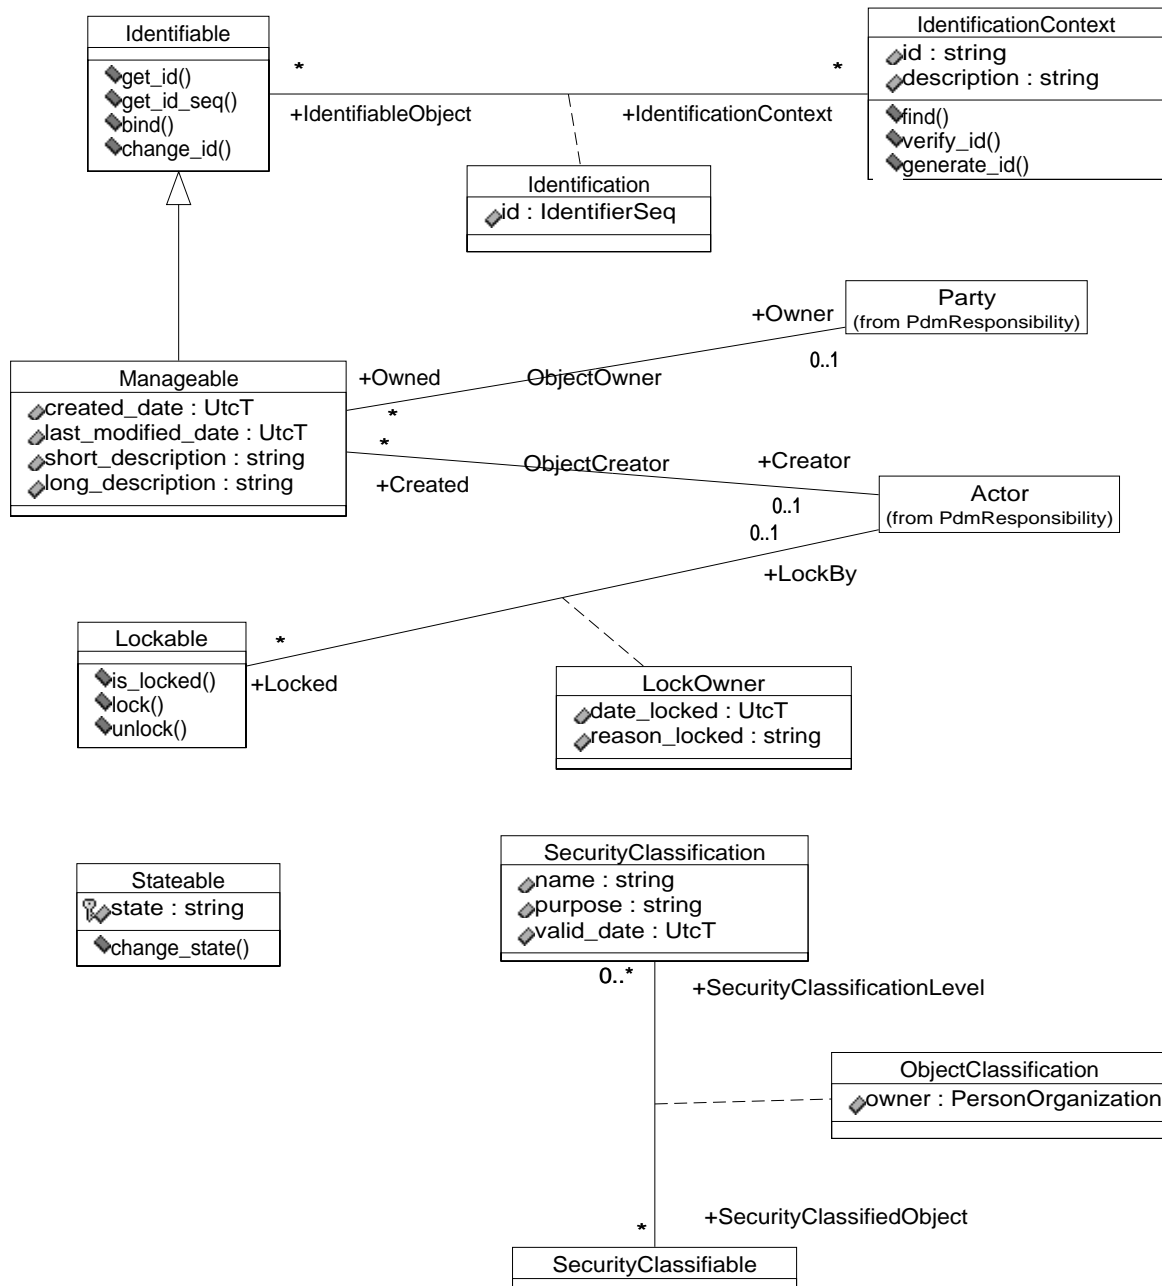 Identifiable
get_id()
get_id_seq()
bind()
change_id()
*
+IdentifiableObject
*
+IdentificationContext
IdentificationContext
id : string
description : string
find()
verify_id()
generate_id()
Identification
id : IdentifierSeq
Party
(from PdmResponsibility)
+Owner
0..1
ObjectOwner
+Owned
*
Manageable
created_date : UtcT
last_modified_date : UtcT
short_description : string
long_description : string
*
+Created
ObjectCreator
+Creator
0..1
Actor
(from PdmResponsibility)
0..1
+LockBy
Lockable
is_locked()
lock()
unlock()
*
+Locked
LockOwner
date_locked : UtcT
reason_locked : string
Stateable
state : string
change_state()
SecurityClassification
name : string
purpose : string
valid_date : UtcT
0..*
+SecurityClassificationLevel
ObjectClassification
owner : PersonOrganization
+SecurityClassifiedObject
*
SecurityClassifiable